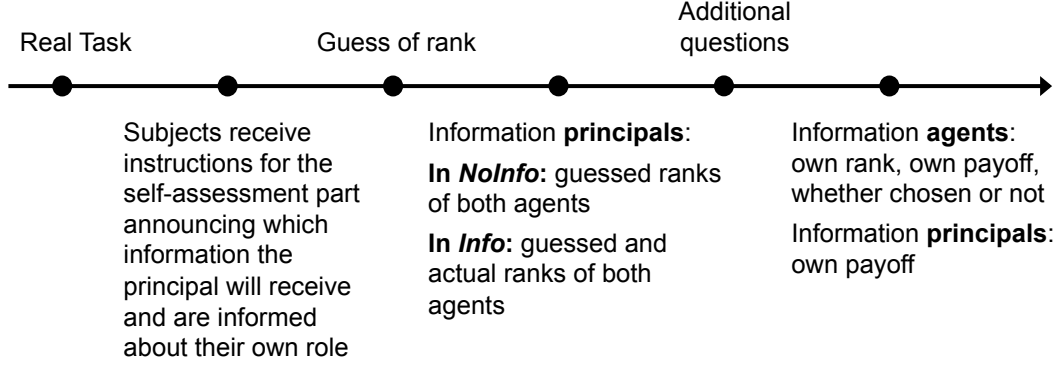 Real Task
Guess of rank
Additional
questions
Subjects receive
instructions for the
self-assessment part
announcing which
information the
principal will receive
and are informed
about their own role
Information principals:
In NoInfo: guessed ranks
of both agents
In Info: guessed and
actual ranks of both
agents
Information agents:
own rank, own payoff,
whether chosen or not
Information principals:
own payoff